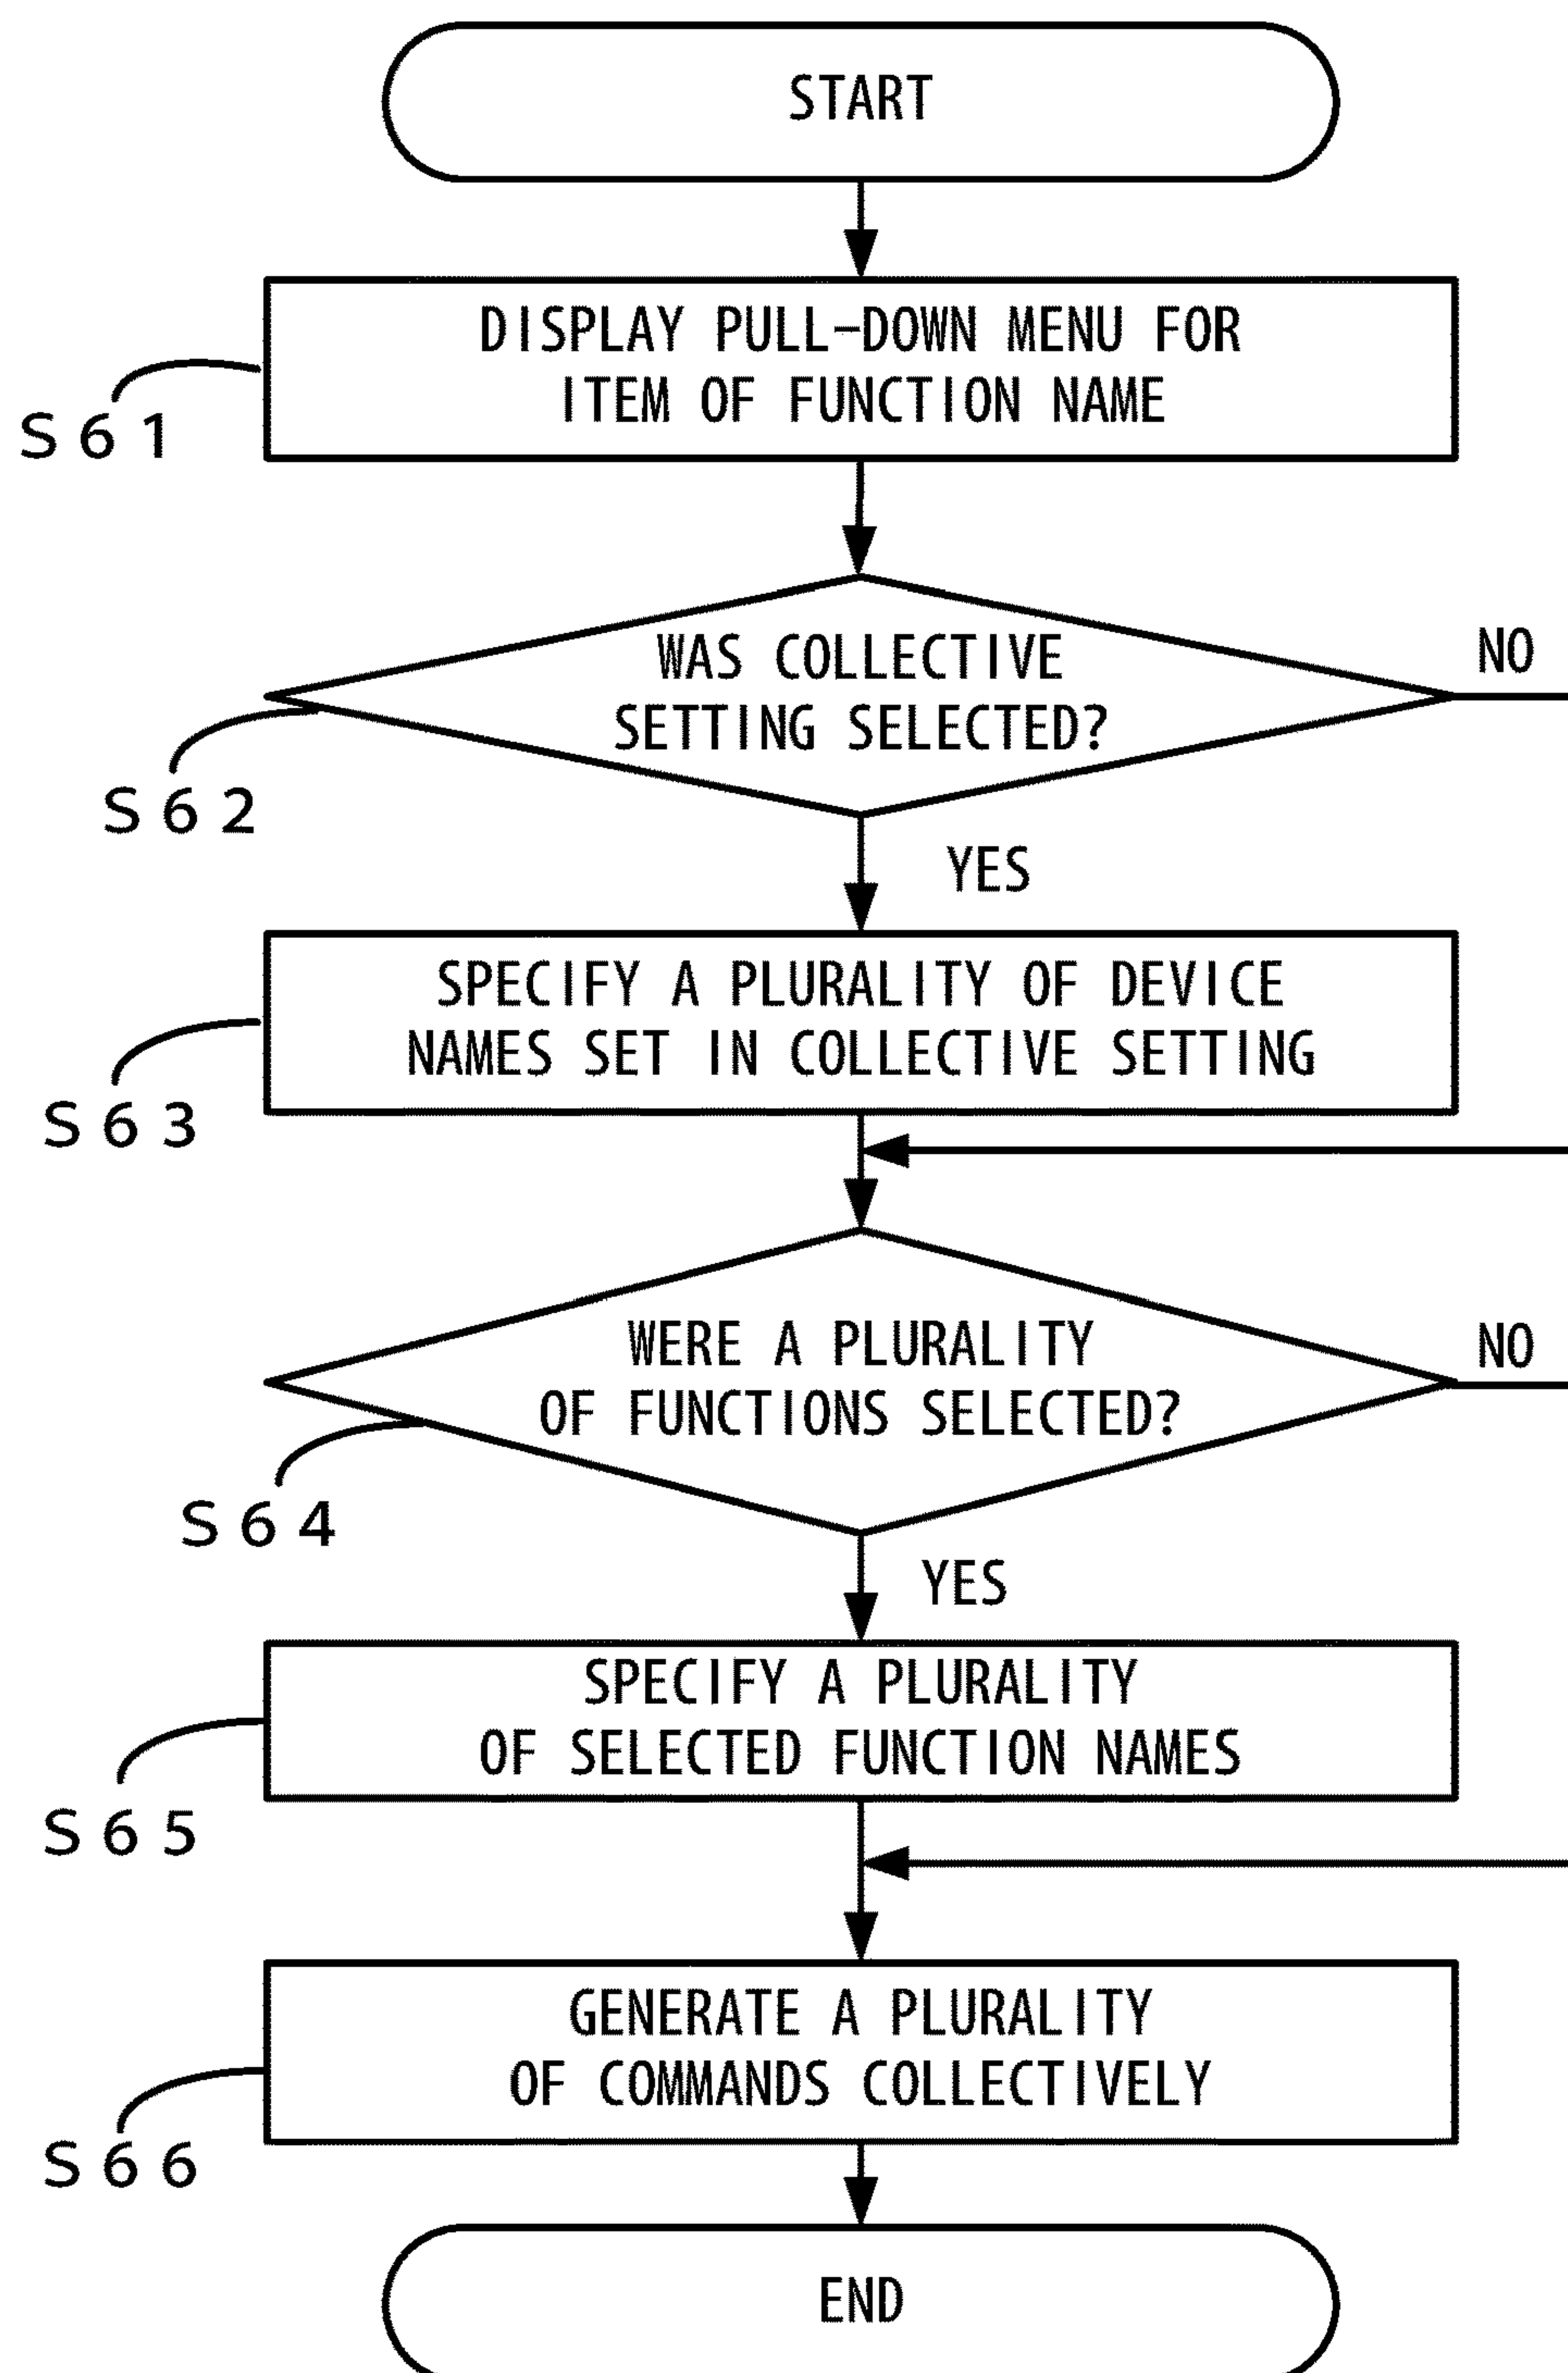 START
DISPLAY PULL-DOWN MENU FOR
ITEM OF FUNCTION NAME
S61
WAS COLLECTIVE
SETTING SELECTED?
NO
S62
YES
SPECIFY A PLURALITY OF DEVICE
NAMES SET IN COLLECTIVE SETTING
S63
WERE A PLURALITY
OF FUNCTIONS SELECTED?
NO
S64
YES
SPECIFY A PLURALITY
OF SELECTED FUNCTION NAMES
S65
GENERATE A PLURALITY
OF COMMANDS COLLECTIVELY
S66
END